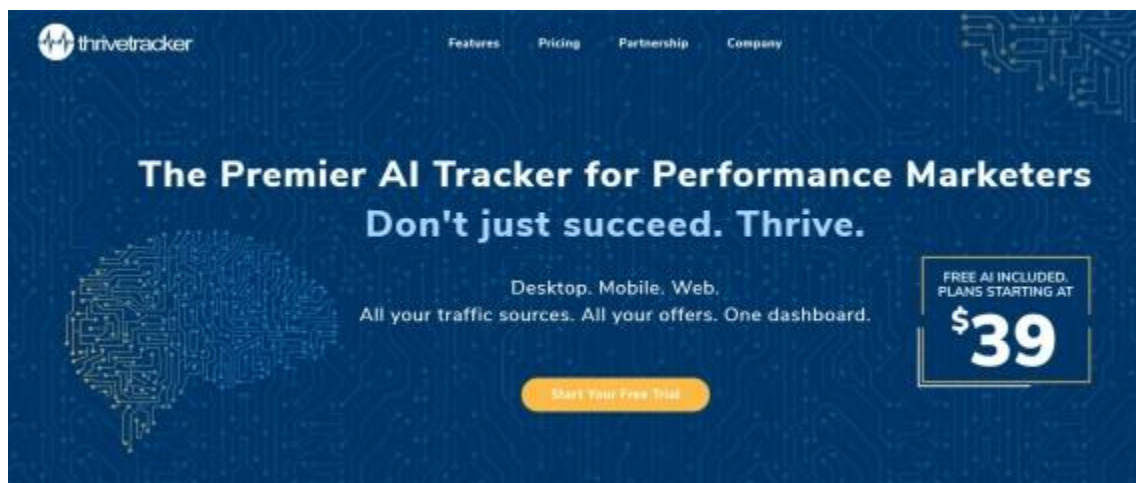 thrivetracker
Features Pricing Partnership Company
The Premier AI Tracker for Performance Marketers
Don't just succeed. Thrive.
Desktop. Mobile. Web.
All your traffic sources. All your offers. One dashboard.
FREE AI INCLUDED.
PLANS STARTING AT
$39
Start Your Free Trial